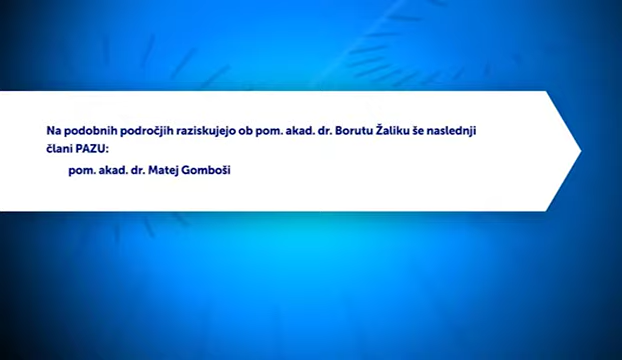 Na podobnih področjih raziskujejo ob pom. akad. dr. Borutu Žaliku še naslednji
člani PAZU:
pom. akad. dr. Matej Gomboši